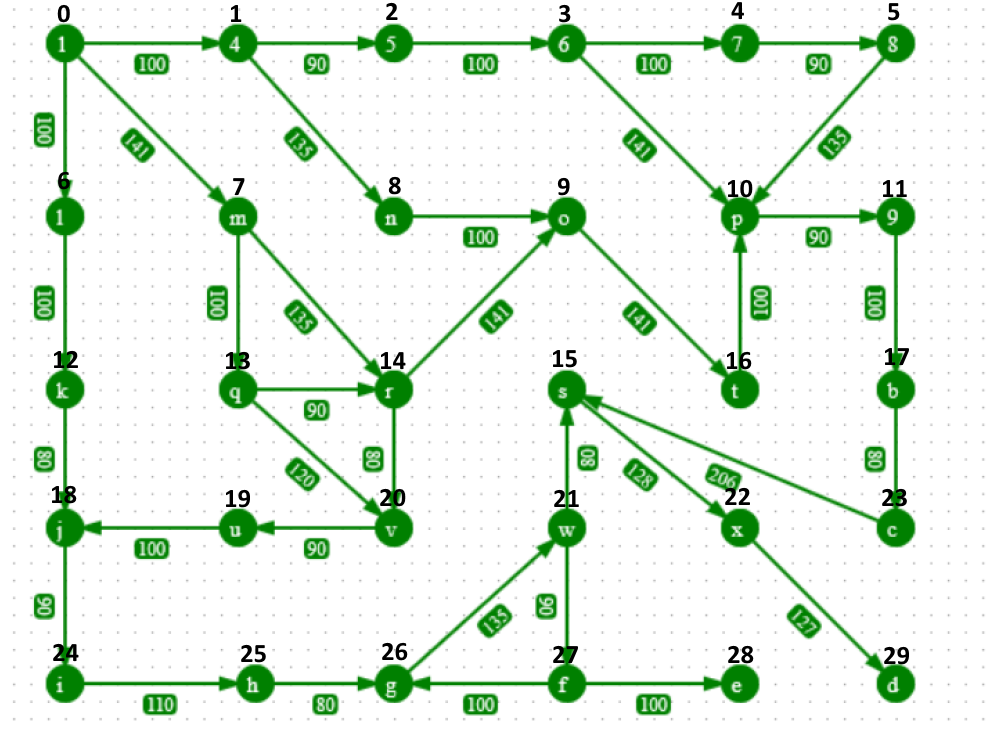 0 1 2 3 4 5
1 4 5 6 7 8
100 90 100 100 90
100 141 135 141 135
6 7 8 9 10 11
l m n o p 9
100 90
100 100 135 141 141 100 100
12 13 14 15 16 17
k q r s t b
90
80 120 80 80 128 206 80
18 19 20 21 22 23
j u v w x c
100 90
90 135 90 127
24 25 26 27 28 29
i h g f e d
110 80 100 100